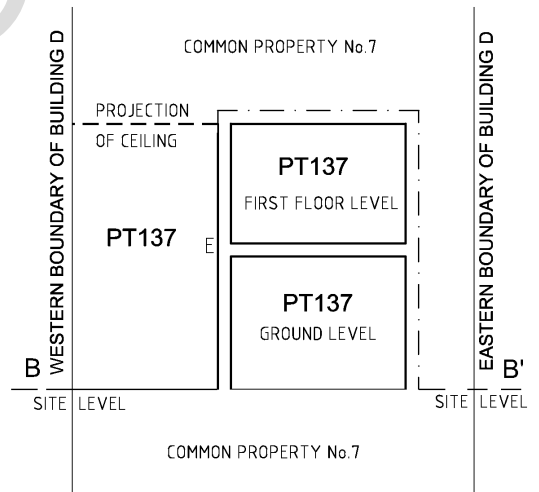 COMMON PROPERTY No.7
WESTERN BOUNDARY OF BUILDING D
EASTERN BOUNDARY OF BUILDING D
PROJECTION
OF CEILING
PT137
FIRST FLOOR LEVEL
PT137
E
PT137
GROUND LEVEL
B
B'
SITE LEVEL
SITE LEVEL
COMMON PROPERTY No.7